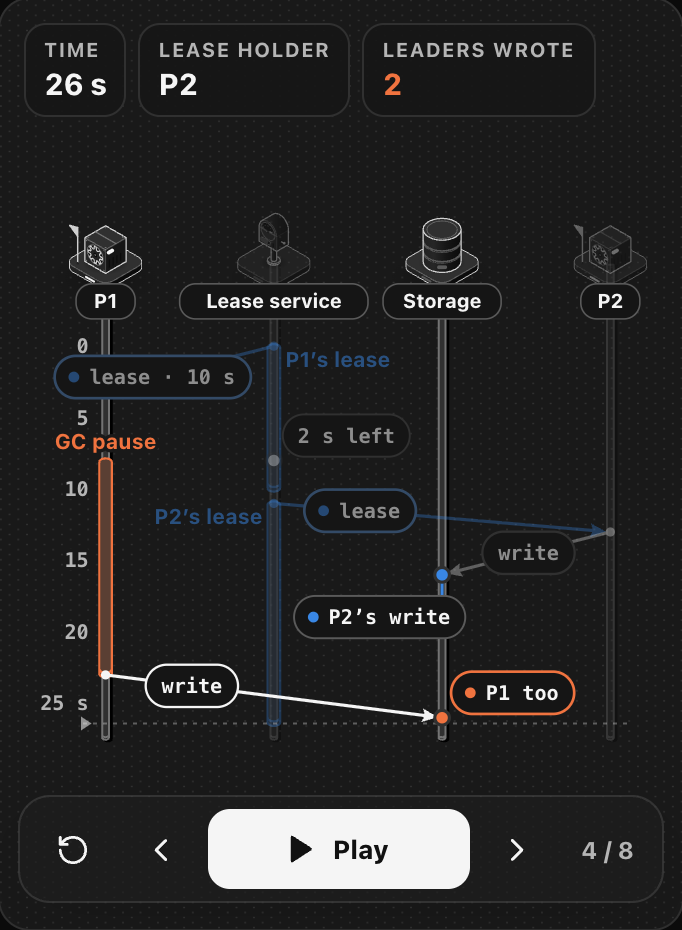 TIME
26 s
LEASE HOLDER
P2
LEADERS WROTE
2
P1
Lease service
Storage
P2
0
P1’s lease
lease · 10 s
5
2 s left
GC pause
10
P2’s lease
lease
15
write
P2’s write
20
write
P1 too
25 s
Play
4 / 8